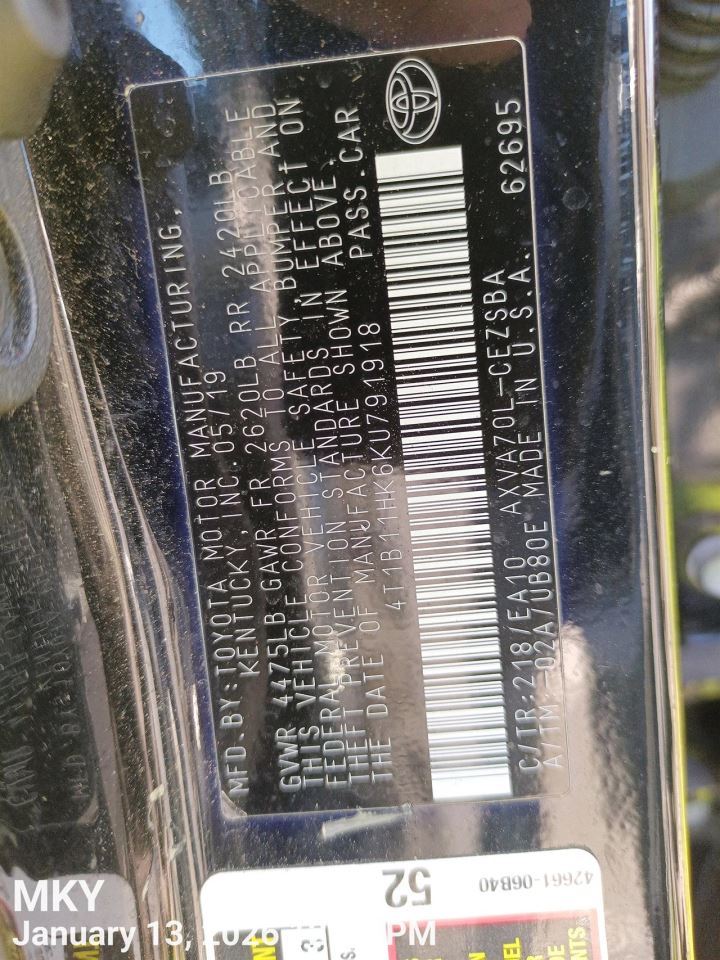 MFD. BY: TOYOTA MOTOR MANUFACTURING,
KENTUCKY, INC. 05/19
GVWR 4475LB GAWR FR 2620LB RR 2420LB
THIS VEHICLE CONFORMS TO ALL APPLICABLE
FEDERAL MOTOR VEHICLE SAFETY, BUMPER AND
THEFT PREVENTION STANDARDS IN EFFECT ON
THE DATE OF MANUFACTURE SHOWN ABOVE.
4T1B11HK6KU791918 PASS.CAR
C/TR:218/EA10 AXVA70L-CEZSBA 62695
A/TM:-02A/UB80E MADE IN U.S.A.
52
42661-06B40
MKY
January 13, 2026 PM